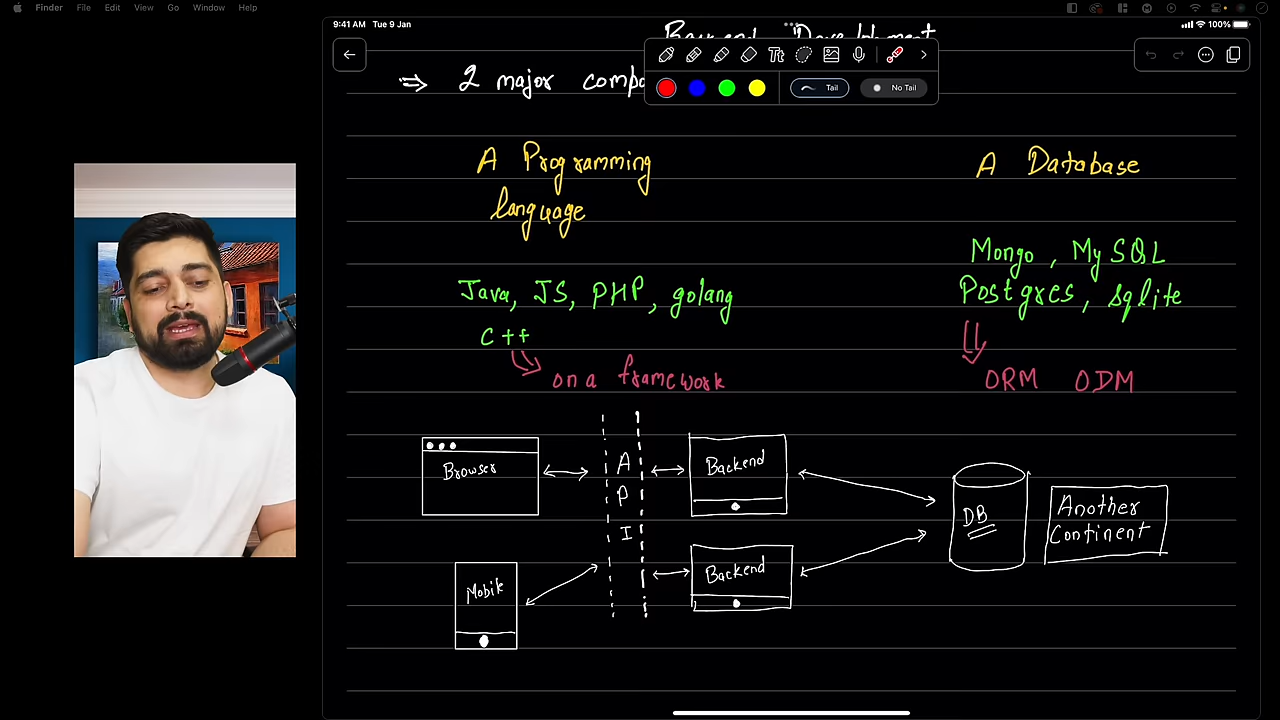 Finder File Edit View Go Window Help
9:41 AM Tue 9 Jan
100%
Backend Development
⇒ 2 major compo
Tt
Tail
No Tail
A Programming
language
A Database
Java, JS, PHP, golang
C++
on a framework
Mongo, MySQL
Postgres, sqlite
ORM ODM
Browser
API
Backend
DB
Another
Continent
Mobile
Backend